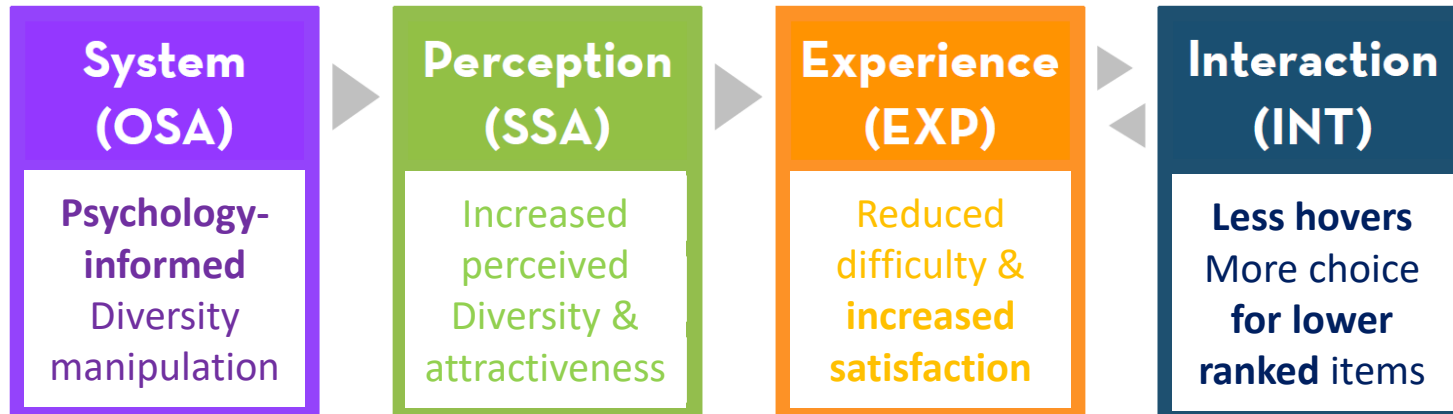 System
(OSA)
Psychology-
informed
Diversity
manipulation
Perception
(SSA)
Increased
perceived
Diversity &
attractiveness
Experience
(EXP)
Reduced
difficulty &
increased
satisfaction
Interaction
(INT)
Less hovers
More choice
for lower
ranked items